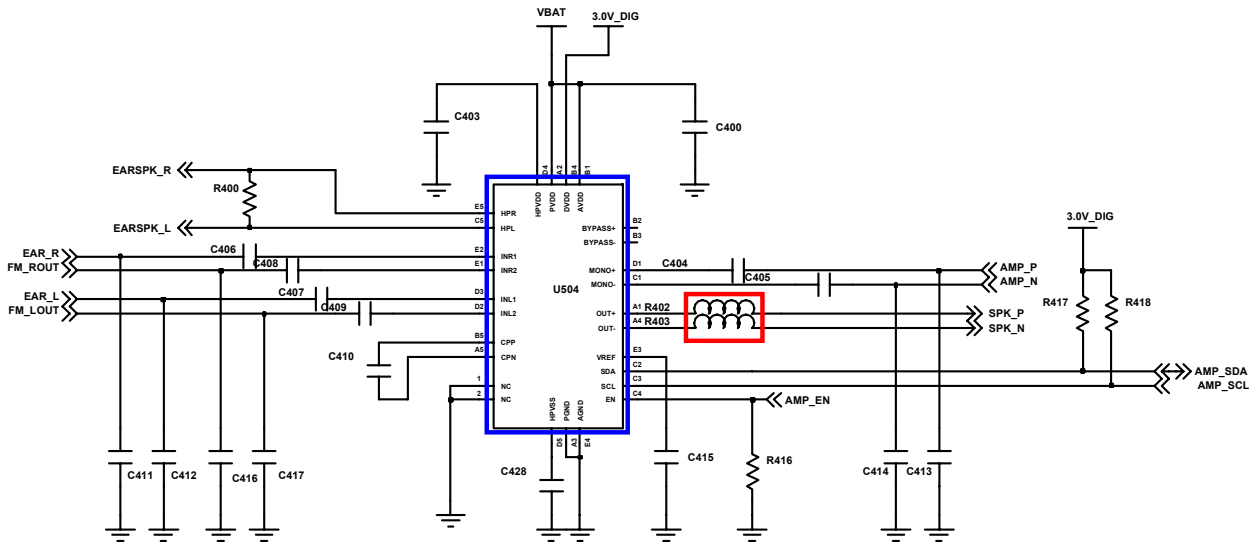 VBAT
3.0V_DIG
C403
C400
EARSPK_R
R400
EARSPK_L
D4
A2
B4
B1
HPVDD
PVDD
DVDD
AVDD
E5
HPR
C5
HPL
B2
BYPASS+
B3
BYPASS-
3.0V_DIG
EAR_R
FM_ROUT
C406
C408
E2
INR1
E1
INR2
D1
MONO+
C1
MONO-
C404
C405
AMP_P
AMP_N
U504
EAR_L
FM_LOUT
C407
C409
D3
INL1
D2
INL2
A1
OUT+
A4
OUT-
R402
R403
SPK_P
SPK_N
R417
R418
C410
B5
CPP
A5
CPN
E3
VREF
C2
SDA
C3
SCL
C4
EN
AMP_SDA
AMP_SCL
AMP_EN
1
NC
2
NC
HPVSS
PGND
AGND
D5
A3
E4
C411
C412
C416
C417
C428
C415
R416
C414
C413